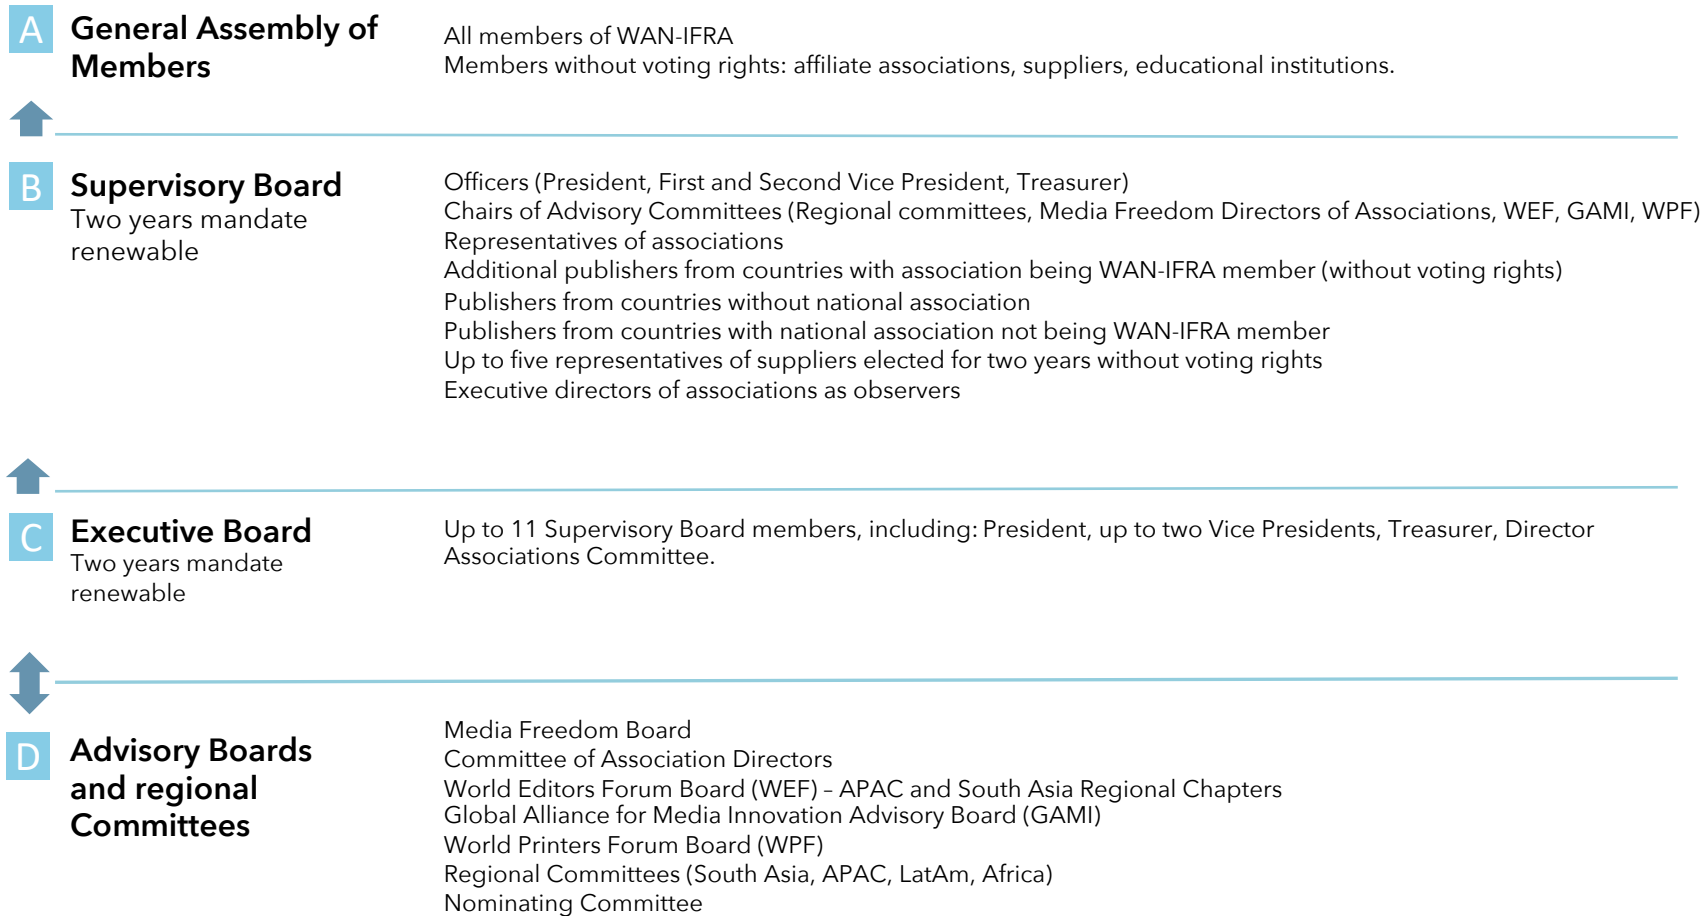 A
General Assembly of
Members
All members of WAN-IFRA
Members without voting rights: affiliate associations, suppliers, educational institutions.
B
Supervisory Board
Two years mandate
renewable
Officers (President, First and Second Vice President, Treasurer)
Chairs of Advisory Committees (Regional committees, Media Freedom Directors of Associations, WEF, GAMI, WPF)
Representatives of associations
Additional publishers from countries with association being WAN-IFRA member (without voting rights)
Publishers from countries without national association
Publishers from countries with national association not being WAN-IFRA member
Up to five representatives of suppliers elected for two years without voting rights
Executive directors of associations as observers
C
Executive Board
Two years mandate
renewable
Up to 11 Supervisory Board members, including: President, up to two Vice Presidents, Treasurer, Director
Associations Committee.
D
Advisory Boards
and regional
Committees
Media Freedom Board
Committee of Association Directors
World Editors Forum Board (WEF) – APAC and South Asia Regional Chapters
Global Alliance for Media Innovation Advisory Board (GAMI)
World Printers Forum Board (WPF)
Regional Committees (South Asia, APAC, LatAm, Africa)
Nominating Committee